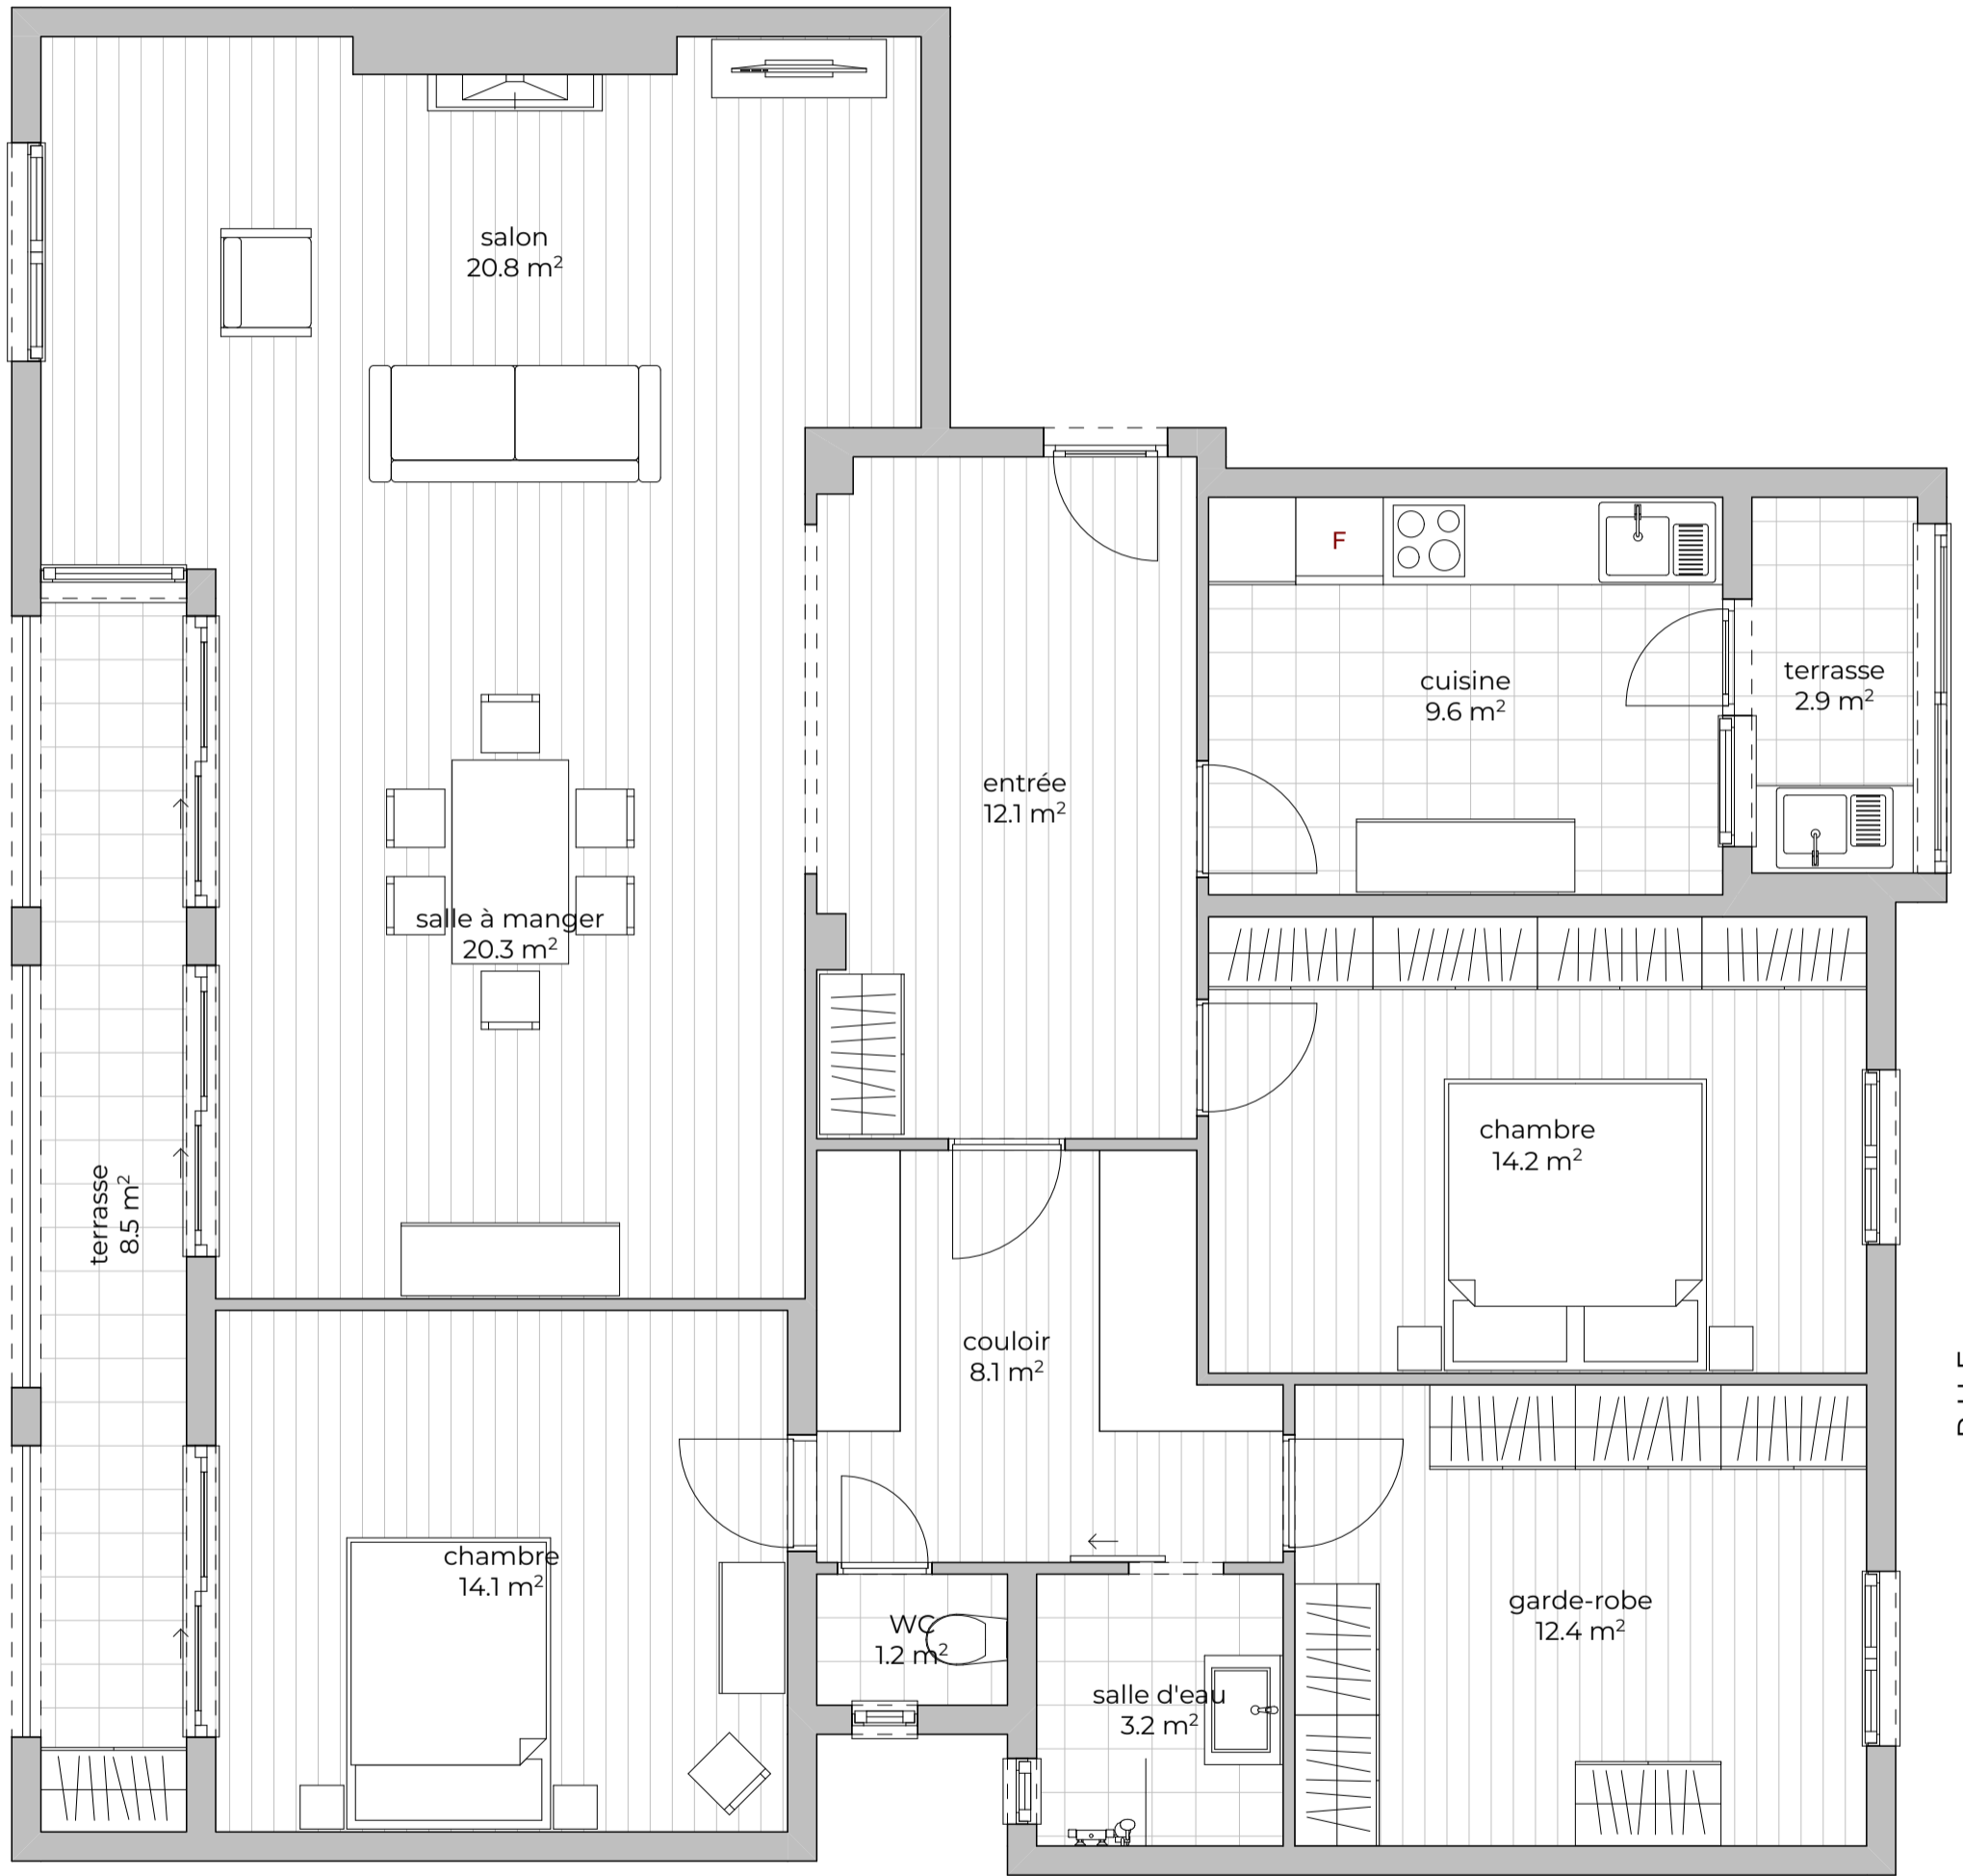 salon
20.8 m²
F
cuisine
9.6 m²
terrasse
2.9 m²
entrée
12.1 m²
salle à manger
20.3 m²
terrasse
8.5 m²
chambre
14.2 m²
couloir
8.1 m²
chambre
14.1 m²
WC
1.2 m²
salle d'eau
3.2 m²
garde-robe
12.4 m²